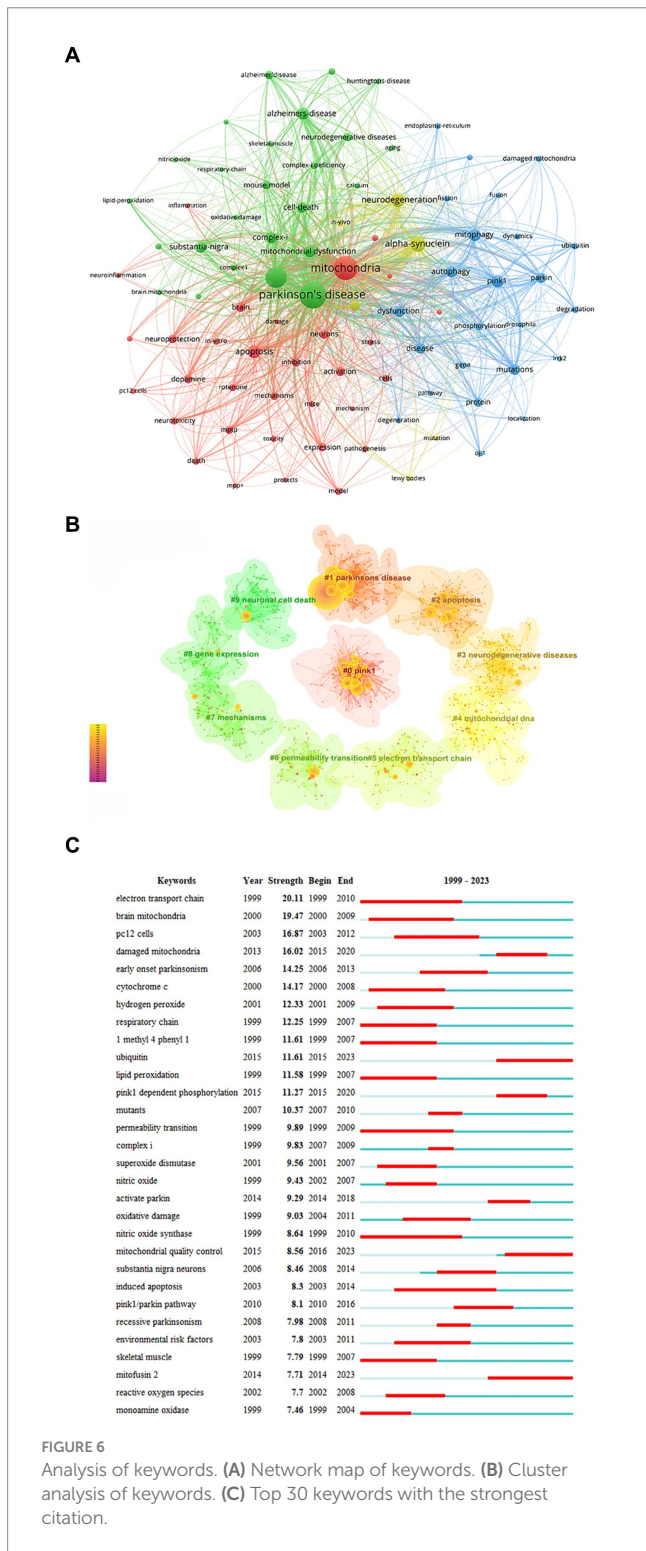 A
alzheimer disease
huntingtons-disease
alzheimers-disease
endoplasmic-reticulum
neurodegenerative diseases
skeletal-muscle
aging
nitric-oxide
complex-i deficiency
damaged mitochondria
respiratory-chain
calcium
mouse model
fission
fusion
lipid-peroxidation
inflammation
cell-death
neurodegeneration
oxidative damage
in-vivo
mitophagy
dynamics
complex-i
alpha-synuclein
ubiquitin
substantia-nigra
mitochondrial dysfunction
complex i
mitochondria
autophagy
neuroinflammation
pink1
parkin
brain mitochondria
parkinson's disease
brain
dysfunction
degradation
damage
phosphorylation
drosophila
neuroprotection
in-vitro
neurons
stress
disease
lrrk2
apoptosis
inhibition
gene
mutations
dopamine
activation
cells
pc12 cells
rotenone
mechanisms
pathway
protein
mice
mechanism
neurotoxicity
degeneration
localization
mptp
toxicity
mutation
expression
pathogenesis
dj1
death
lewy bodies
mpp+
protects
model
B
#9 neuronal cell death
#1 parkinsons disease
#2 apoptosis
#8 gene expression
#0 pink1
#3 neurodegenerative diseases
#7 mechanisms
#4 mitochondrial dna
#6 permeability transition
#5 electron transport chain
C
Keywords Year Strength Begin End 1999 - 2023
electron transport chain 1999 20.11 1999 2010
brain mitochondria 2000 19.47 2000 2009
pc12 cells 2003 16.87 2003 2012
damaged mitochondria 2013 16.02 2015 2020
early onset parkinsonism 2006 14.25 2006 2013
cytochrome c 2000 14.17 2000 2008
hydrogen peroxide 2001 12.33 2001 2009
respiratory chain 1999 12.25 1999 2007
1 methyl 4 phenyl 1 1999 11.61 1999 2007
ubiquitin 2015 11.61 2015 2023
lipid peroxidation 1999 11.58 1999 2007
pink1 dependent phosphorylation 2015 11.27 2015 2020
mutants 2007 10.37 2007 2010
permeability transition 1999 9.89 1999 2009
complex i 1999 9.83 2007 2009
superoxide dismutase 2001 9.56 2001 2007
nitric oxide 1999 9.43 2002 2007
activate parkin 2014 9.29 2014 2018
oxidative damage 1999 9.03 2004 2011
nitric oxide synthase 1999 8.64 1999 2010
mitochondrial quality control 2015 8.56 2016 2023
substantia nigra neurons 2006 8.46 2008 2014
induced apoptosis 2003 8.3 2003 2014
pink1/parkin pathway 2010 8.1 2010 2016
recessive parkinsonism 2008 7.98 2008 2011
environmental risk factors 2003 7.8 2003 2011
skeletal muscle 1999 7.79 1999 2007
mitofusin 2 2014 7.71 2014 2023
reactive oxygen species 2002 7.7 2002 2008
monoamine oxidase 1999 7.46 1999 2004
FIGURE 6
Analysis of keywords. (A) Network map of keywords. (B) Cluster
analysis of keywords. (C) Top 30 keywords with the strongest
citation.